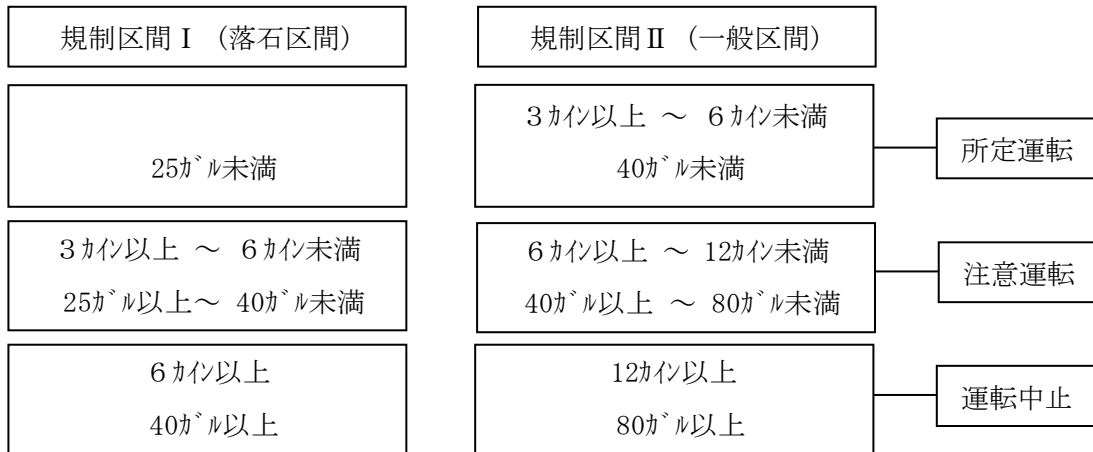 規制区間Ⅰ (落石区間)
規制区間Ⅱ (一般区間)
25ｶﾞﾙ未満
3ｶｲﾝ以上 ～ 6ｶｲﾝ未満
40ｶﾞﾙ未満
所定運転
3ｶｲﾝ以上 ～ 6ｶｲﾝ未満
25ｶﾞﾙ以上～ 40ｶﾞﾙ未満
6ｶｲﾝ以上 ～ 12ｶｲﾝ未満
40ｶﾞﾙ以上 ～ 80ｶﾞﾙ未満
注意運転
6ｶｲﾝ以上
40ｶﾞﾙ以上
12ｶｲﾝ以上
80ｶﾞﾙ以上
運転中止